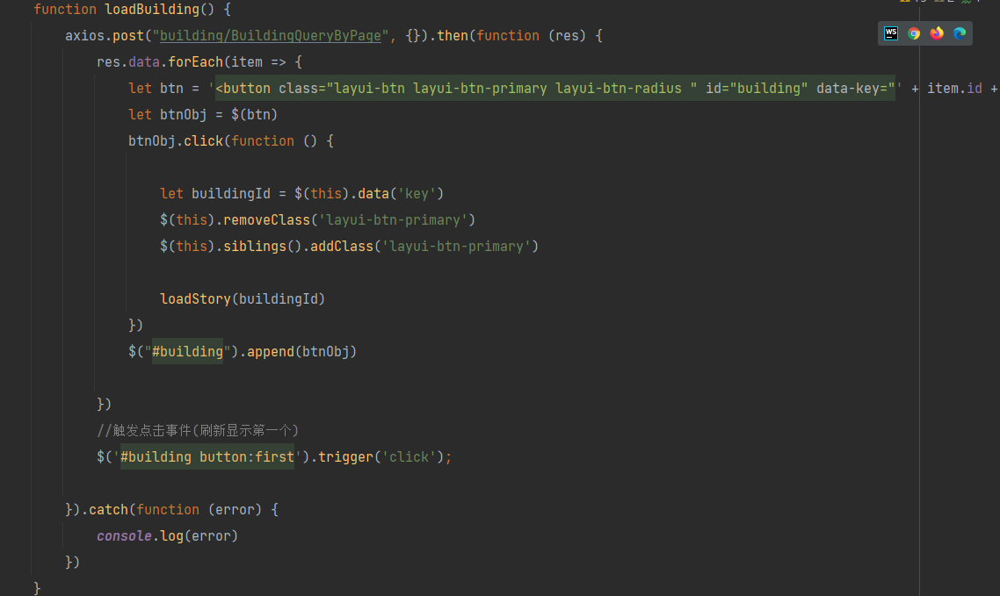 function loadBuilding() {
axios.post("building/BuildingQueryByPage", {}).then(function (res) {
WS
res.data.forEach(item => {
let btn = '<button class="layui-btn layui-btn-primary layui-btn-radius " id="building" data-key="' + item.id +
let btnObj = $(btn)
btnObj.click(function () {
let buildingId = $(this).data('key')
$(this).removeClass('layui-btn-primary')
$(this).siblings().addClass('layui-btn-primary')
loadStory(buildingId)
})
$("#building").append(btnObj)
})
//触发点击事件(刷新显示第一个)
$('#building button:first').trigger('click');
}).catch(function (error) {
console.log(error)
})
}